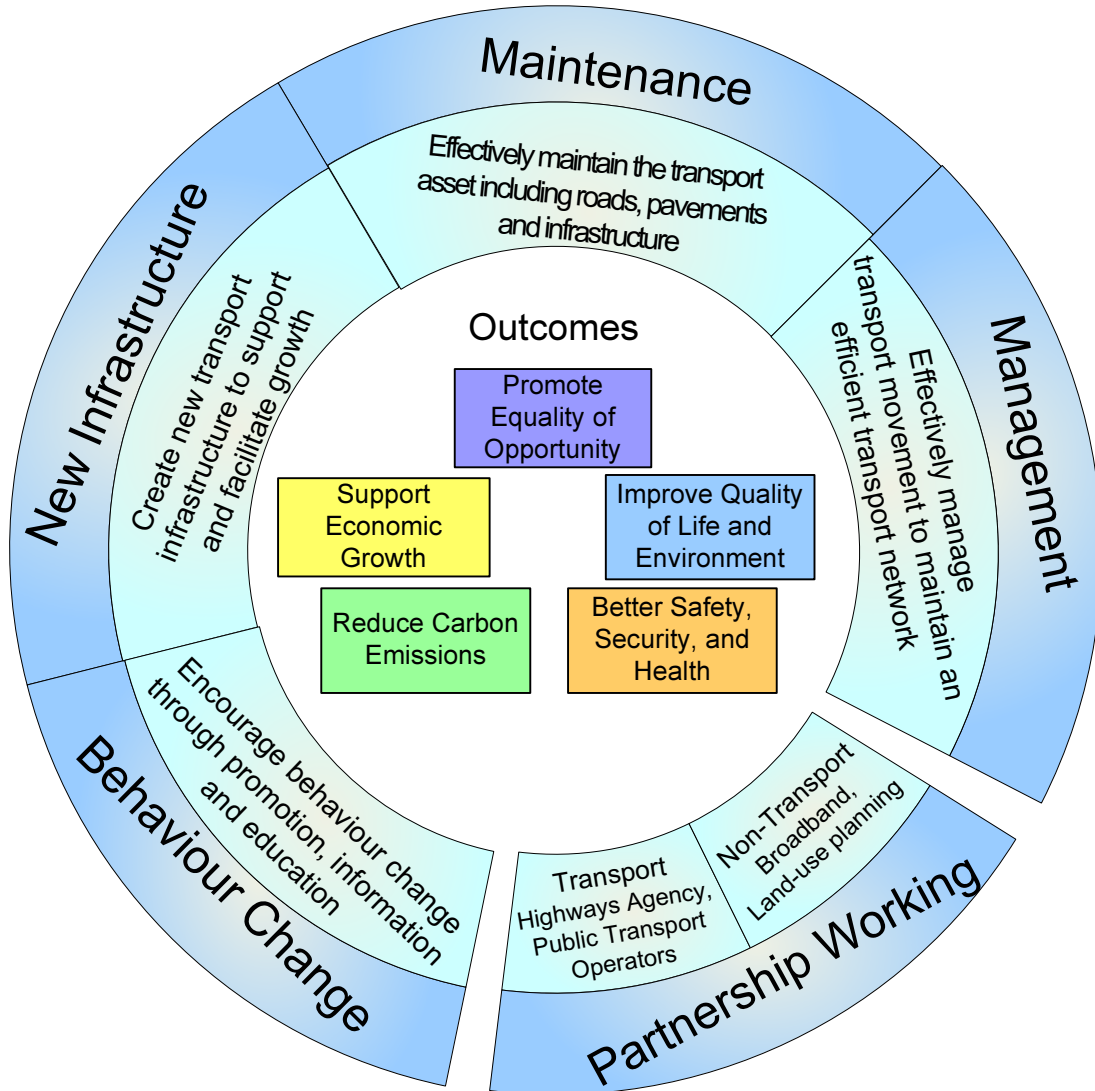 Maintenance
Effectively maintain the transport
asset including roads, pavements
and infrastructure
Management
Effectively manage
transport movement to maintain an
efficient transport network
Partnership Working
Non-Transport
Broadband,
Land-use planning
Transport
Highways Agency,
Public Transport
Operators
Behaviour Change
Encourage behaviour change
through promotion, information
and education
New Infrastructure
Create new transport
infrastructure to support
and facilitate growth
Outcomes
Promote
Equality of
Opportunity
Support
Economic
Growth
Improve Quality
of Life and
Environment
Reduce Carbon
Emissions
Better Safety,
Security, and
Health